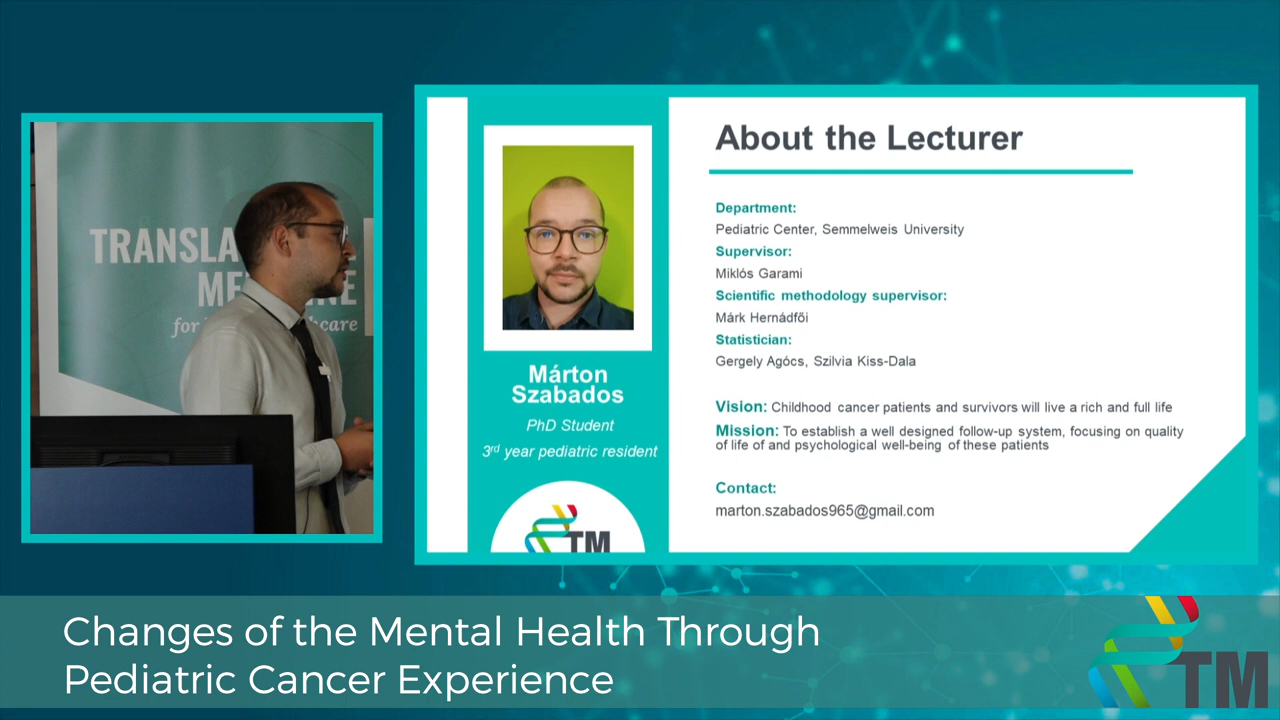 TRANSLA
ME NE
for care
About the Lecturer
Department:
Pediatric Center, Semmelweis University
Supervisor:
Miklós Garami
Scientific methodology supervisor:
Márk Hernádfői
Statistician:
Gergely Agócs, Szilvia Kiss-Dala
Vision: Childhood cancer patients and survivors will live a rich and full life
Mission: To establish a well designed follow-up system, focusing on quality
of life of and psychological well-being of these patients
Contact:
marton.szabados965@gmail.com
Márton
Szabados
PhD Student
3rd year pediatric resident
TM
Changes of the Mental Health Through
Pediatric Cancer Experience
TM